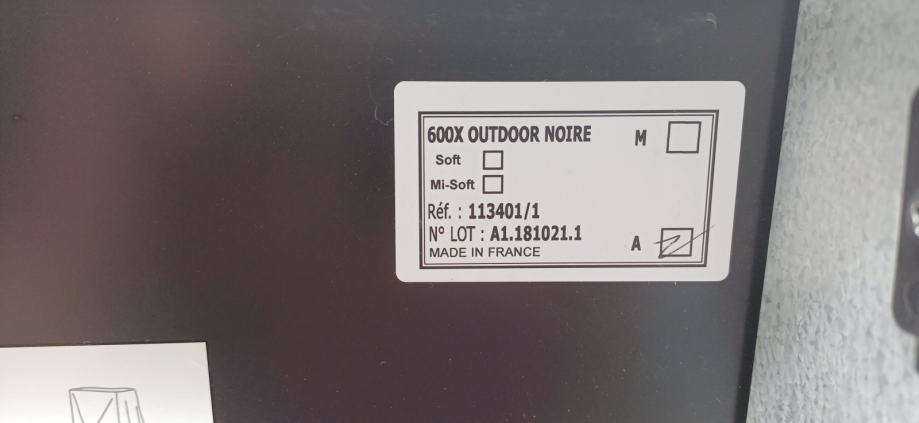 600X OUTDOOR NOIRE M
Soft
Mi-Soft
Réf. : 113401/1
N° LOT : A1.181021.1 A
MADE IN FRANCE